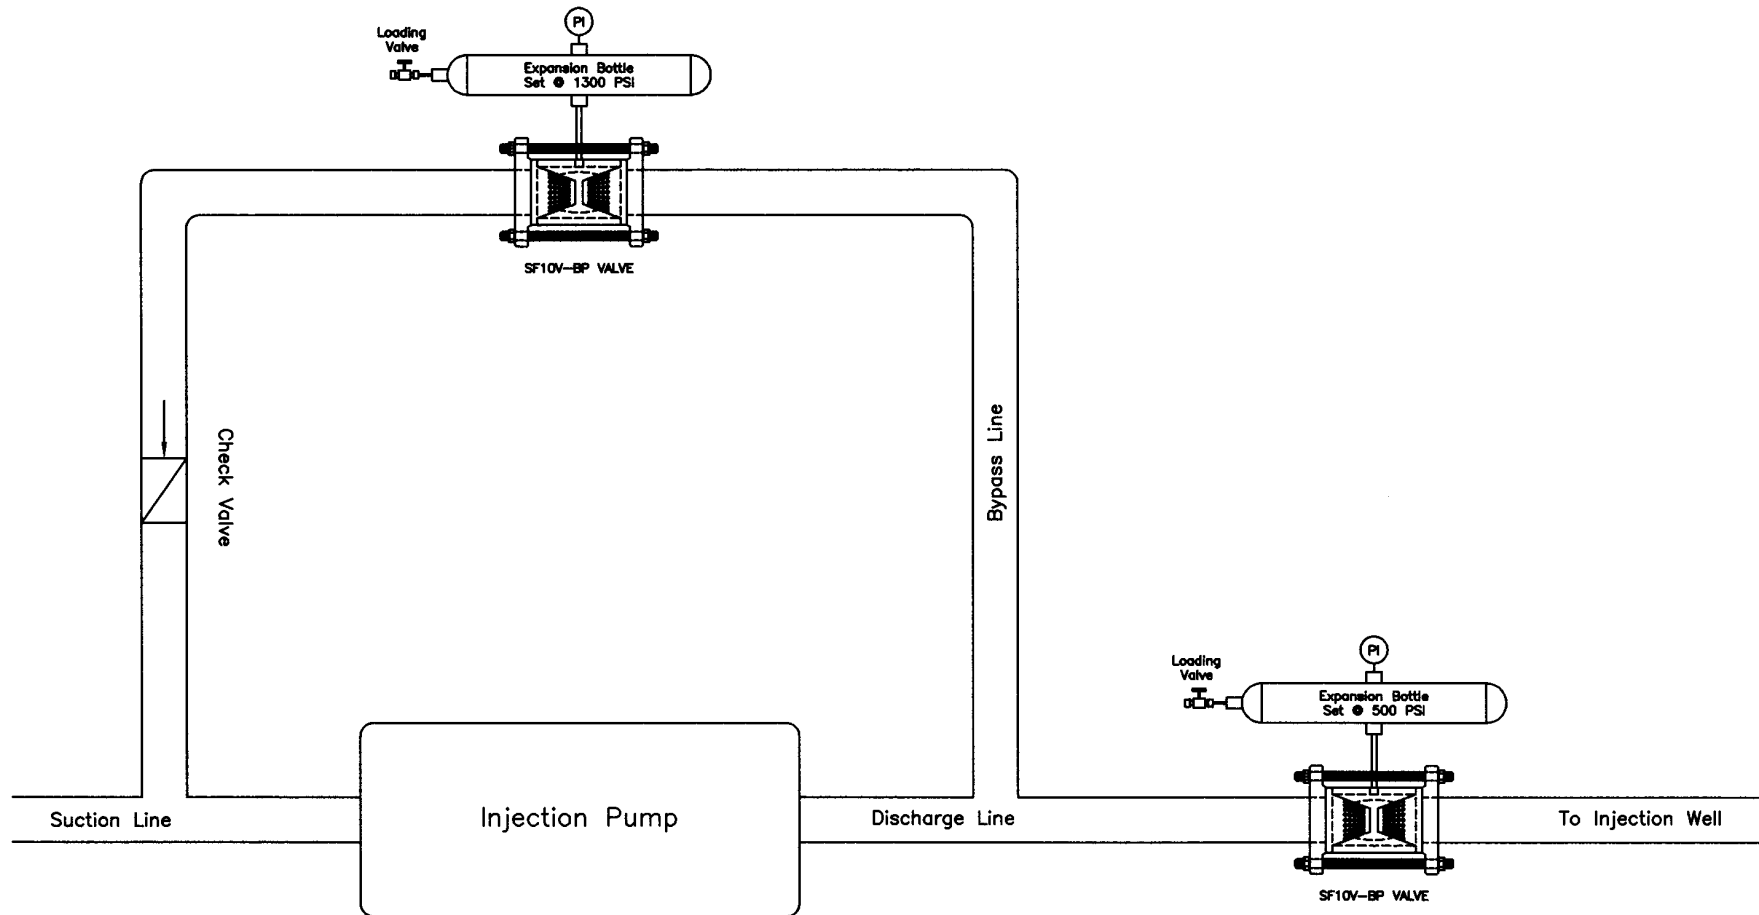 PI
Loading
Valve
Expansion Bottle
Set @ 1300 PSI
SF10V-BP VALVE
Check Valve
Bypass Line
PI
Loading
Valve
Expansion Bottle
Set @ 500 PSI
Suction Line
Injection Pump
Discharge Line
To Injection Well
SF10V-BP VALVE